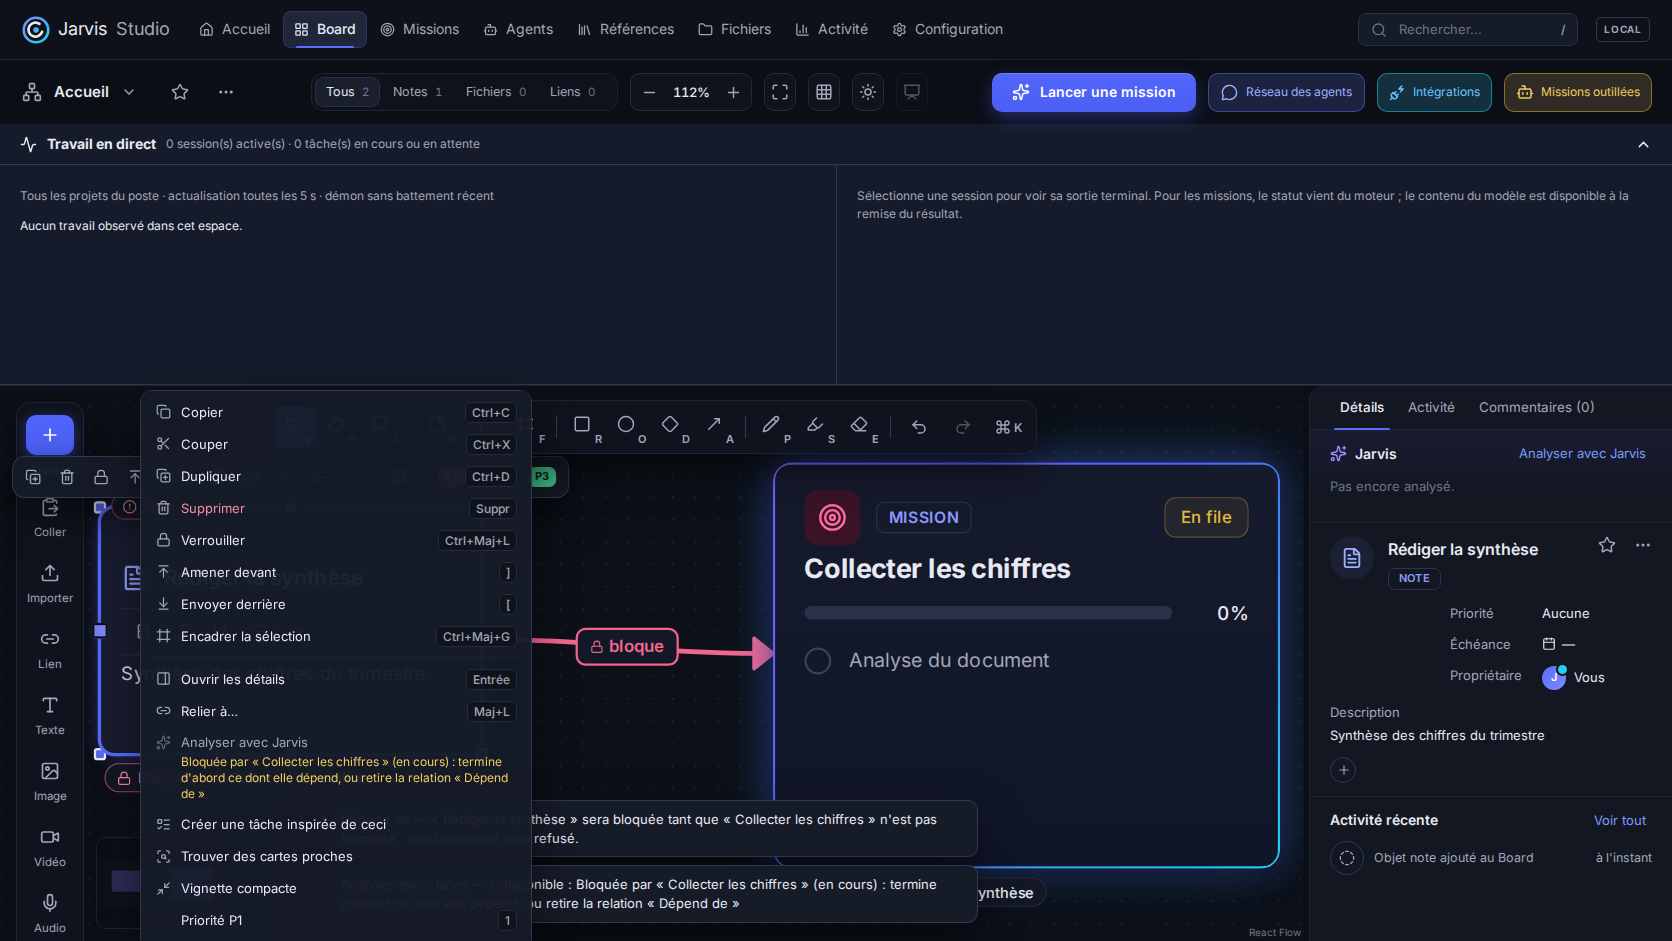 Jarvis Studio
Accueil
Board
Missions
Agents
Références
Fichiers
Activité
Configuration
Rechercher...
/
LOCAL
Accueil
Tous 2
Notes 1
Fichiers 0
Liens 0
112%
Lancer une mission
Réseau des agents
Intégrations
Missions outillées
Travail en direct 0 session(s) active(s) · 0 tâche(s) en cours ou en attente
Tous les projets du poste · actualisation toutes les 5 s · démon sans battement récent
Aucun travail observé dans cet espace.
Sélectionne une session pour voir sa sortie terminal. Pour les missions, le statut vient du moteur ; le contenu du modèle est disponible à la
remise du résultat.
Coller
Importer
Lien
Texte
Image
Vidéo
Audio
Copier Ctrl+C
Couper Ctrl+X
Dupliquer Ctrl+D
Supprimer Suppr
Verrouiller Ctrl+Maj+L
Amener devant ]
Envoyer derrière [
Encadrer la sélection Ctrl+Maj+G
Ouvrir les détails Entrée
Relier à... Maj+L
Analyser avec Jarvis
Bloquée par « Collecter les chiffres » (en cours) : termine
d'abord ce dont elle dépend, ou retire la relation « Dépend
de »
Créer une tâche inspirée de ceci
Trouver des cartes proches
Vignette compacte
Priorité P1 1
F
R
O
D
A
P
S
E
⌘ K
P3
bloque
MISSION
En file
Collecter les chiffres
0%
Analyse du document
thèse » sera bloquée tant que « Collecter les chiffres » n'est pas
refusé.
nible : Bloquée par « Collecter les chiffres » (en cours) : termine
ou retire la relation « Dépend de »
ynthèse
React Flow
Détails
Activité
Commentaires (0)
Jarvis
Analyser avec Jarvis
Pas encore analysé.
Rédiger la synthèse
NOTE
Priorité Aucune
Échéance —
Propriétaire J Vous
Description
Synthèse des chiffres du trimestre
Activité récente
Voir tout
Objet note ajouté au Board à l'instant